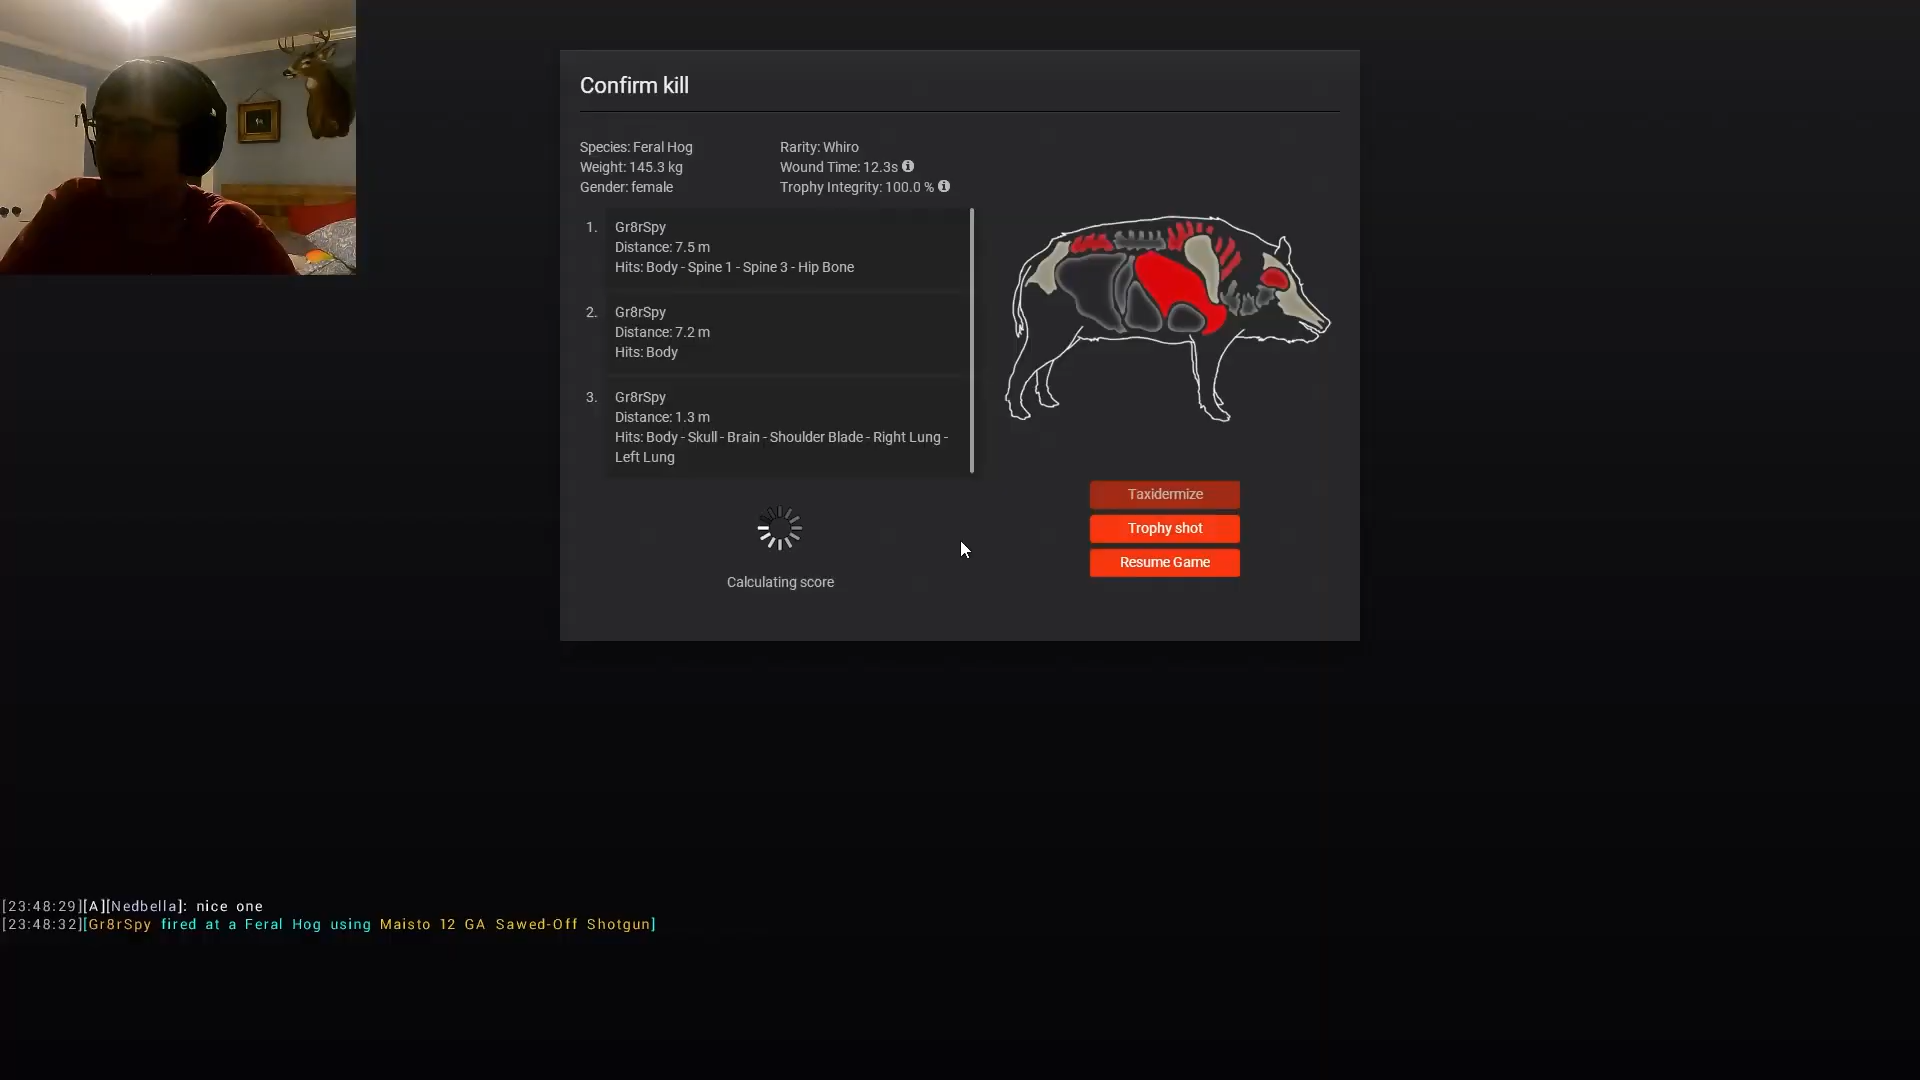 Confirm kill
Species: Feral Hog
Weight: 145.3 kg
Gender: female
Rarity: Whiro
Wound Time: 12.3s
Trophy Integrity: 100.0 %
1. Gr8rSpy
Distance: 7.5 m
Hits: Body - Spine 1 - Spine 3 - Hip Bone
2. Gr8rSpy
Distance: 7.2 m
Hits: Body
3. Gr8rSpy
Distance: 1.3 m
Hits: Body - Skull - Brain - Shoulder Blade - Right Lung -
Left Lung
Calculating score
Taxidermize
Trophy shot
Resume Game
[23:48:29][A][Nedbella]: nice one
[23:48:32][Gr8rSpy fired at a Feral Hog using Maisto 12 GA Sawed-Off Shotgun]